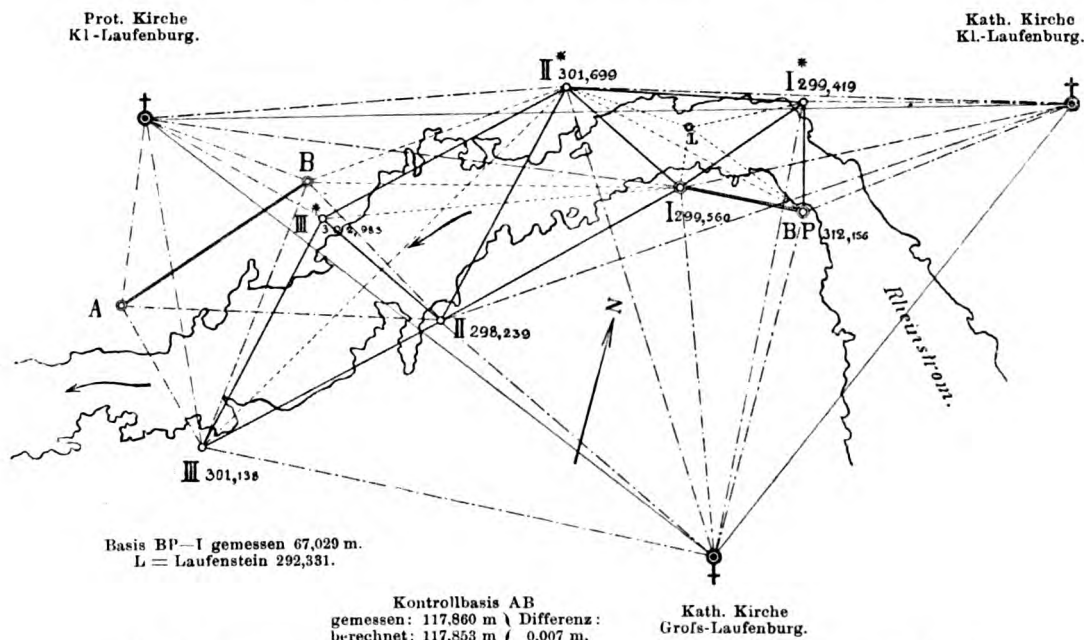 Prot. Kirche
Kl-Laufenburg.
Kath. Kirche
Kl.-Laufenburg.
II* 301,699
I* 299,419
L
B
III*
I 299,560
B/P 312,156
A
II 298,239
N
Rheinstrom.
III 301,138
Basis BP—I gemessen 67,029 m.
L = Laufenstein 292,331.
Kontrollbasis AB
gemessen: 117,860 m } Differenz:
berechnet: 117,853 m { 0,007 m.
Kath. Kirche
Groſs-Laufenburg.